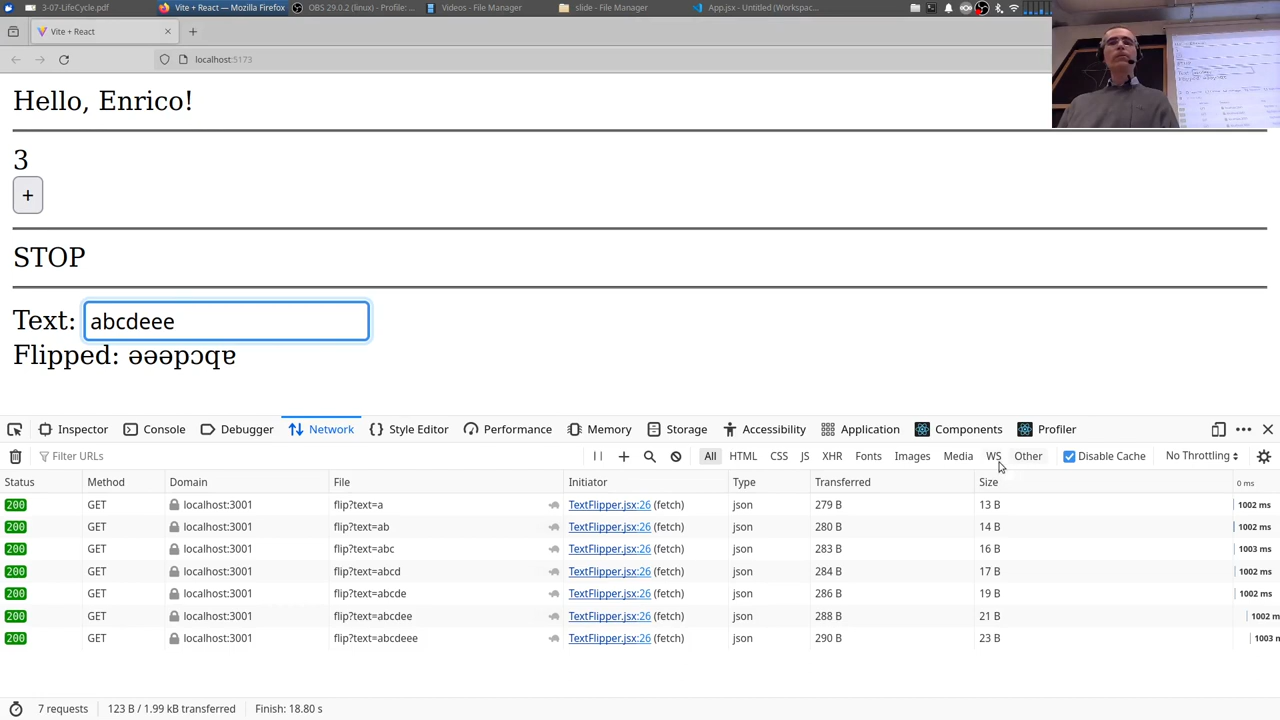 3-07-LifeCycle.pdf
Vite + React — Mozilla Firefox
OBS 29.0.2 (linux) - Profile: ...
Videos - File Manager
slide - File Manager
App.jsx - Untitled (Workspac...
Vite + React
localhost:5173
Hello, Enrico!
3
+
STOP
Text: abcdeee
Flipped: ǝǝǝpɔqɐ
Inspector
Console
Debugger
Network
Style Editor
Performance
Memory
Storage
Accessibility
Application
Components
Profiler
Filter URLs
All
HTML
CSS
JS
XHR
Fonts
Images
Media
WS
Other
Disable Cache
No Throttling
Status Method Domain File Initiator Type Transferred Size 0 ms
200 GET localhost:3001 flip?text=a TextFlipper.jsx:26 (fetch) json 279 B 13 B 1002 ms
200 GET localhost:3001 flip?text=ab TextFlipper.jsx:26 (fetch) json 280 B 14 B 1002 ms
200 GET localhost:3001 flip?text=abc TextFlipper.jsx:26 (fetch) json 283 B 16 B 1003 ms
200 GET localhost:3001 flip?text=abcd TextFlipper.jsx:26 (fetch) json 284 B 17 B 1002 ms
200 GET localhost:3001 flip?text=abcde TextFlipper.jsx:26 (fetch) json 286 B 19 B 1002 ms
200 GET localhost:3001 flip?text=abcdee TextFlipper.jsx:26 (fetch) json 288 B 21 B 1002 m
200 GET localhost:3001 flip?text=abcdeee TextFlipper.jsx:26 (fetch) json 290 B 23 B 1003 m
7 requests 123 B / 1.99 kB transferred Finish: 18.80 s